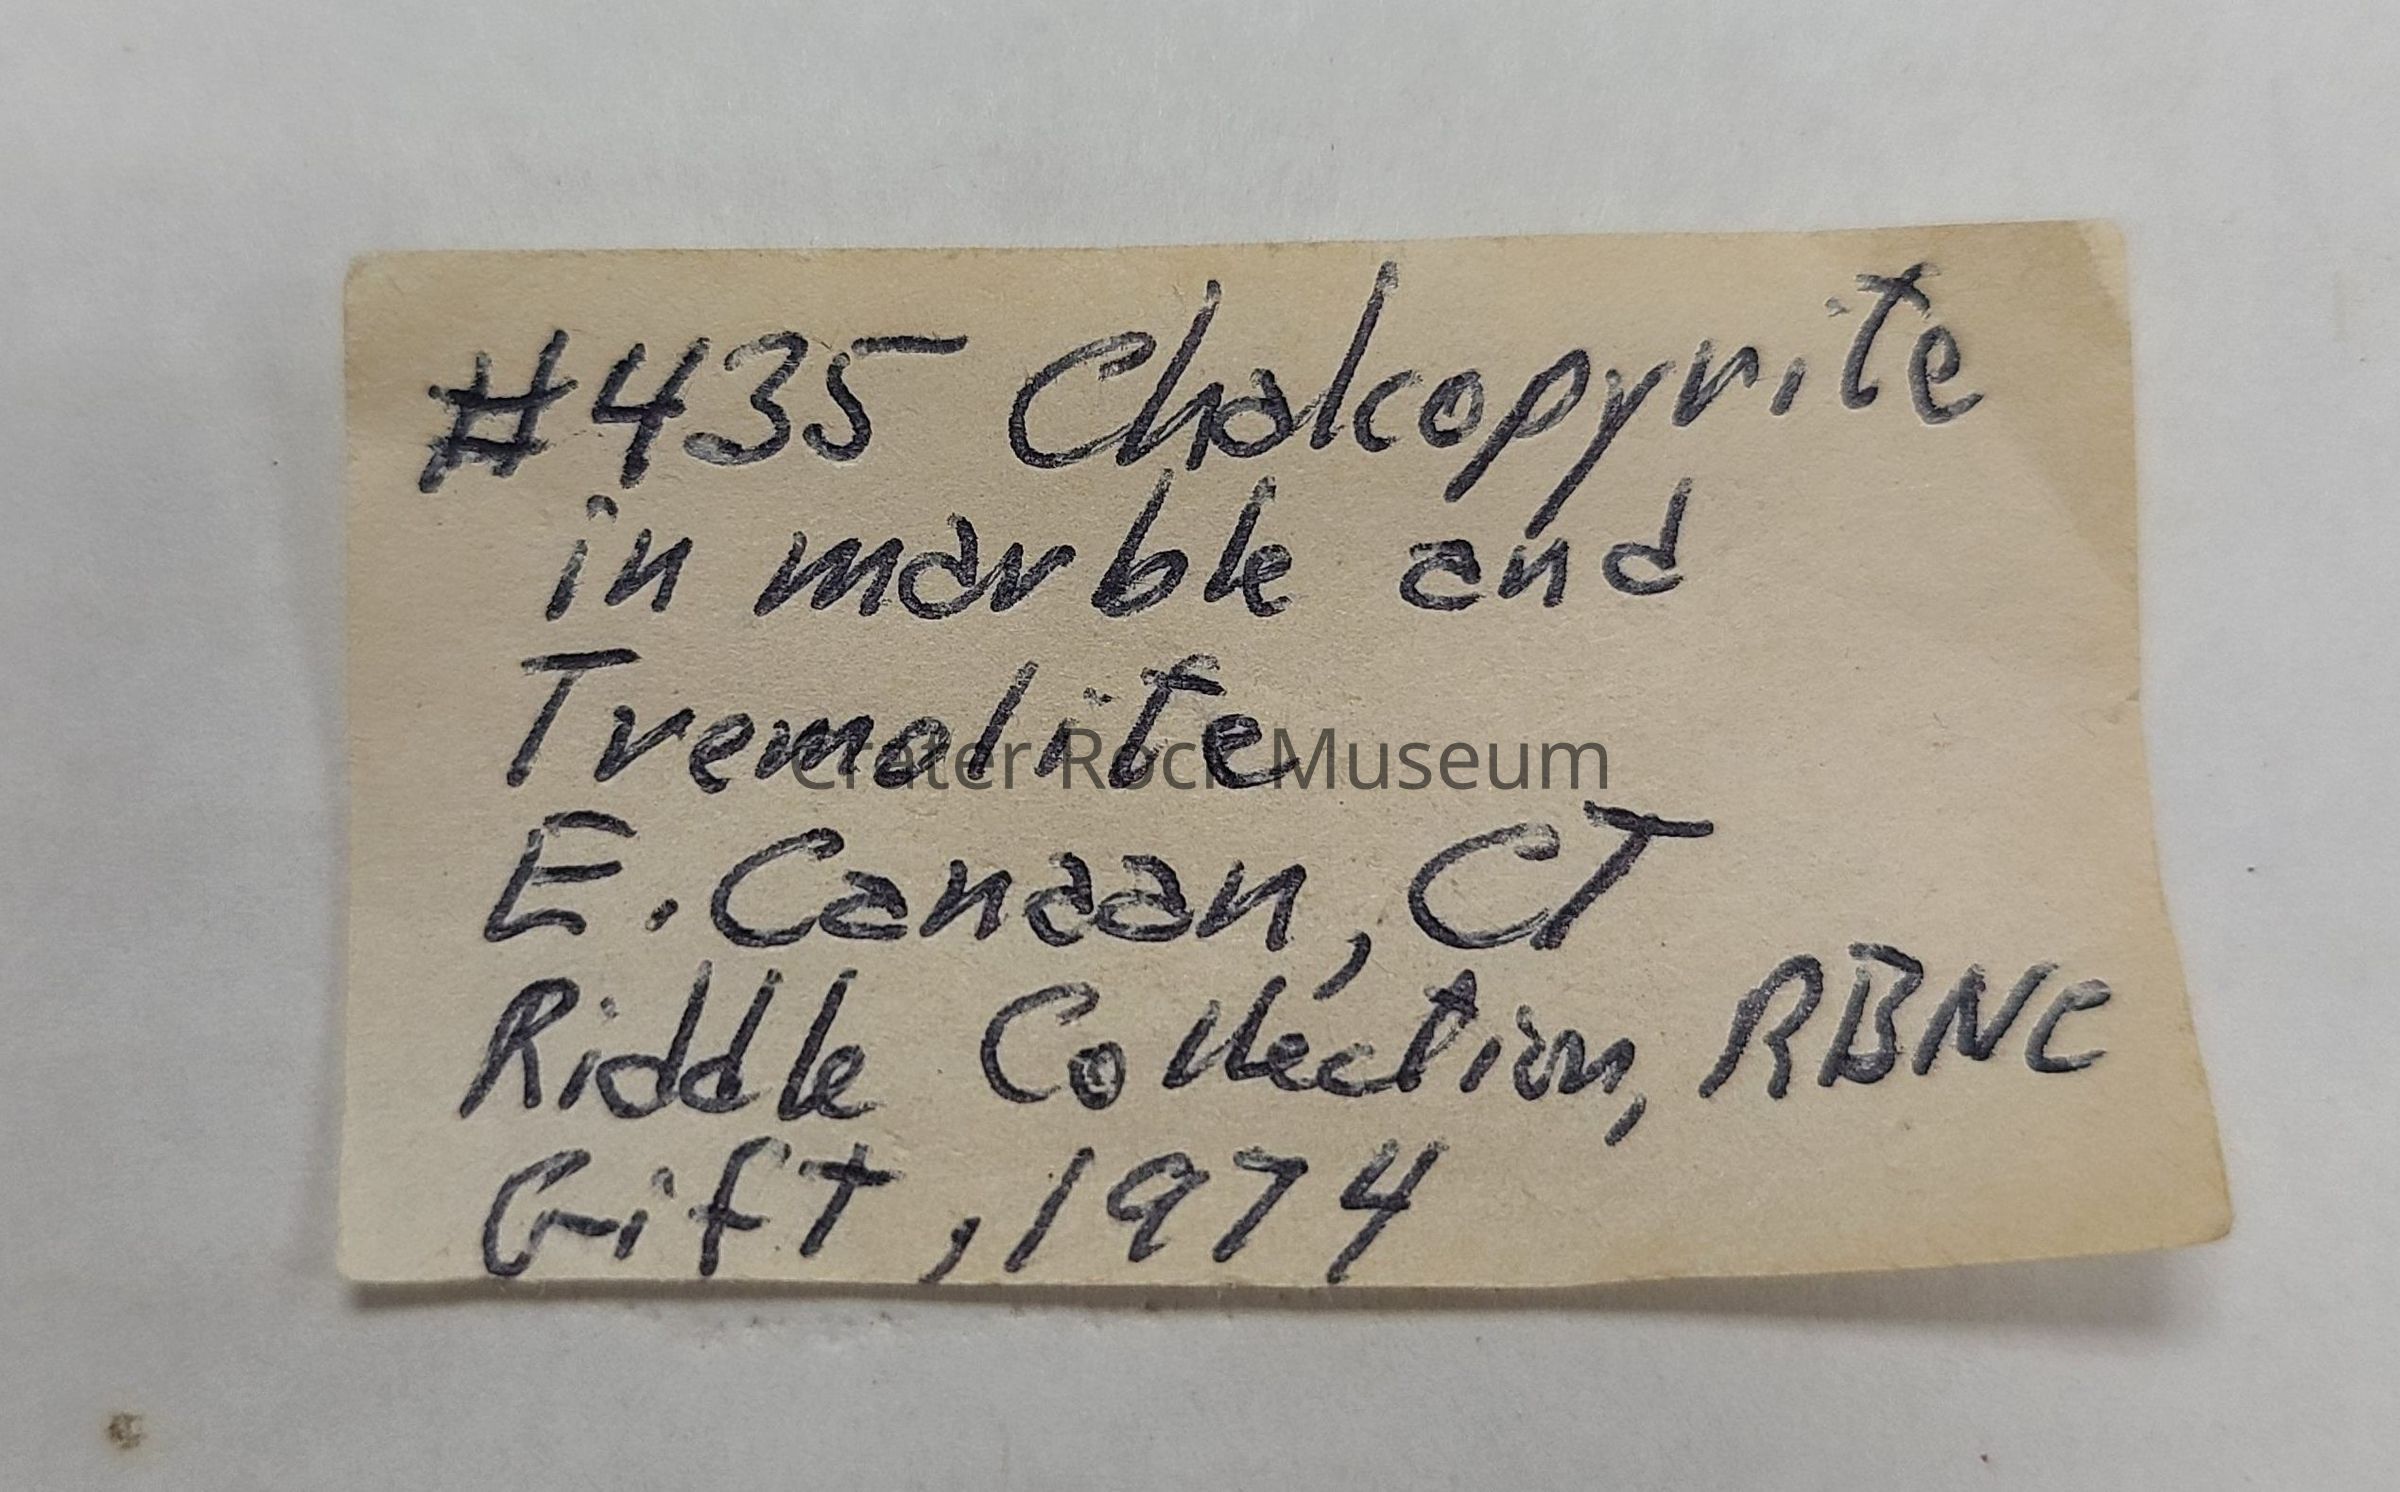 #435 Chalcopyrite
in marble and
Tremolite
Crater Rock Museum
E. Canaan, CT
Riddle Collection, RBNC
Gift, 1974